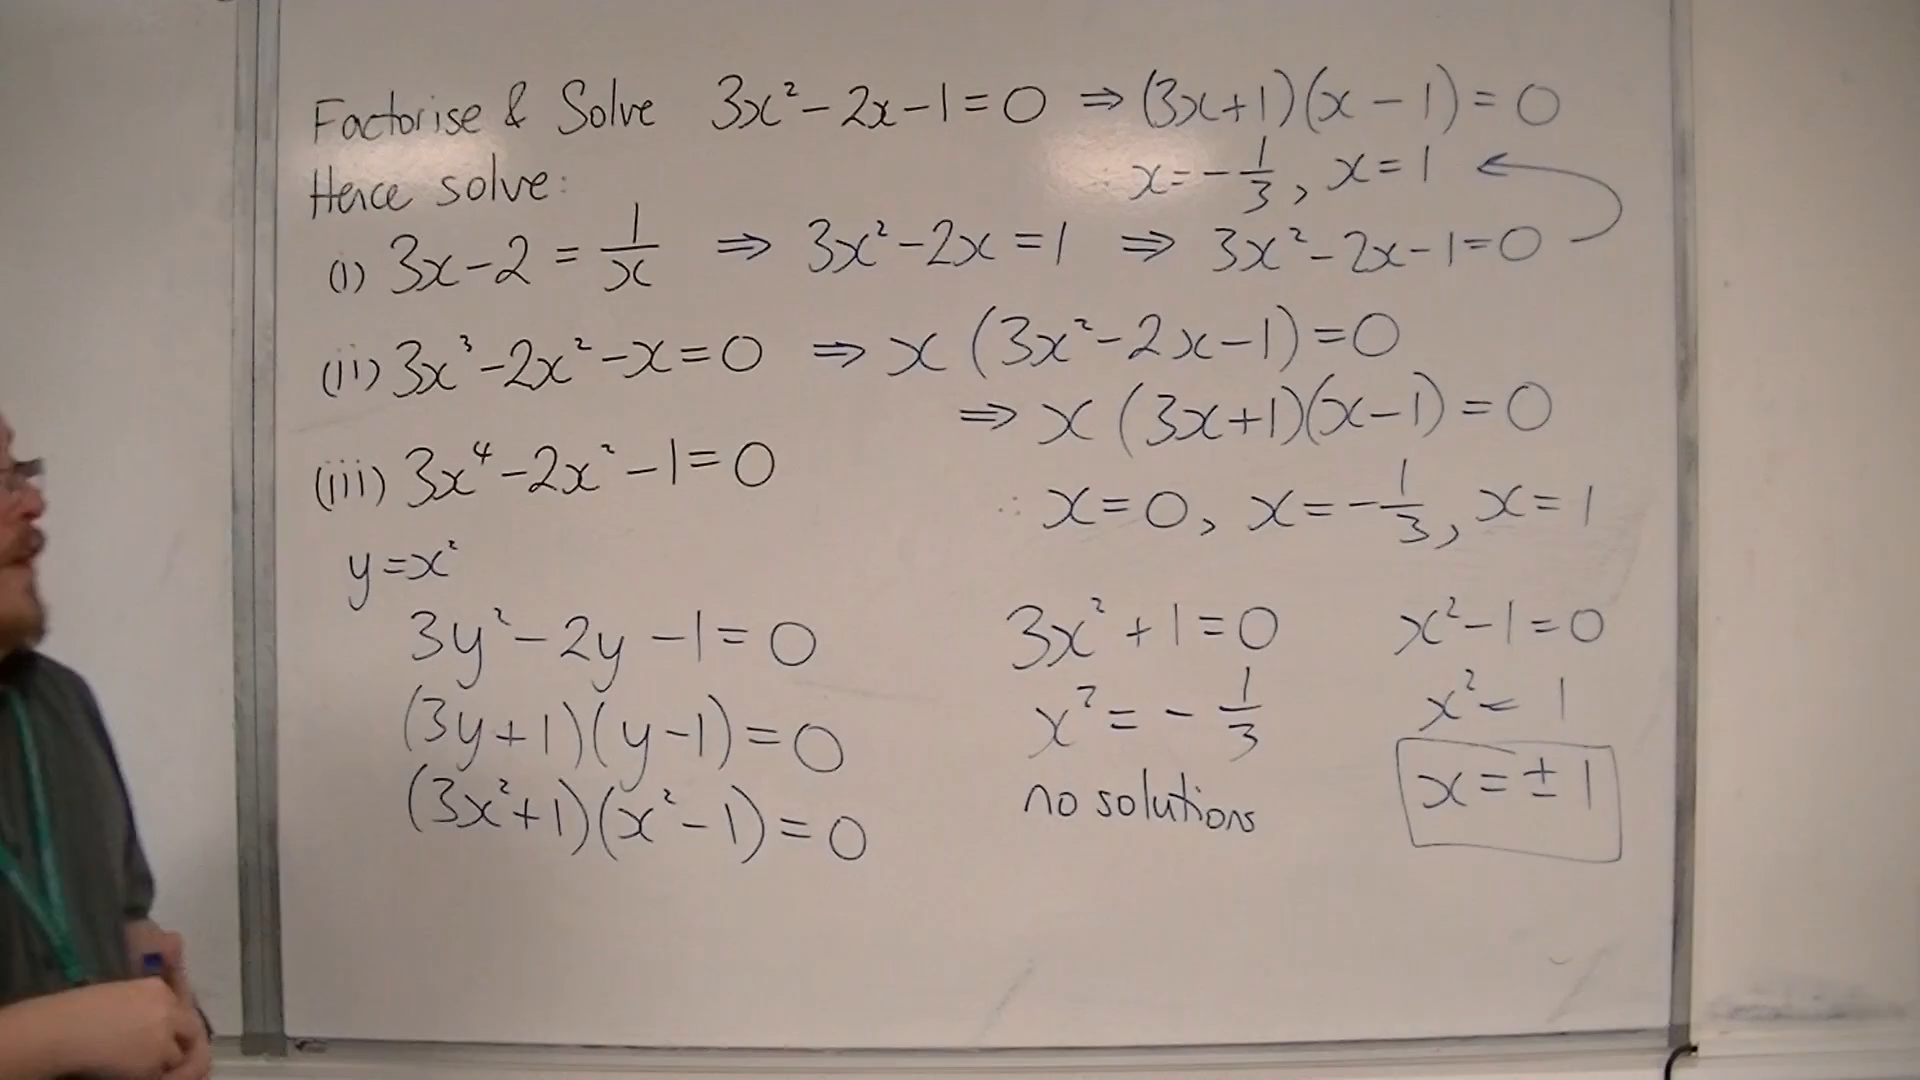 Factorise & Solve 3x² - 2x - 1 = 0 ⇒ (3x+1)(x - 1) = 0
Hence solve: ∴ x = -1/3, x = 1
(i) 3x - 2 = 1/x ⇒ 3x² - 2x = 1 ⇒ 3x² - 2x - 1 = 0
(ii) 3x³ - 2x² - x = 0 ⇒ x (3x² - 2x - 1) = 0
⇒ x (3x+1)(x-1) = 0
(iii) 3x⁴ - 2x² - 1 = 0
∴ x = 0, x = -1/3, x = 1
y = x²
3y² - 2y - 1 = 0
(3y+1)(y-1) = 0
(3x²+1)(x²-1) = 0
3x² + 1 = 0
x² = - 1/3
no solutions
x² - 1 = 0
x² = 1
x = ± 1